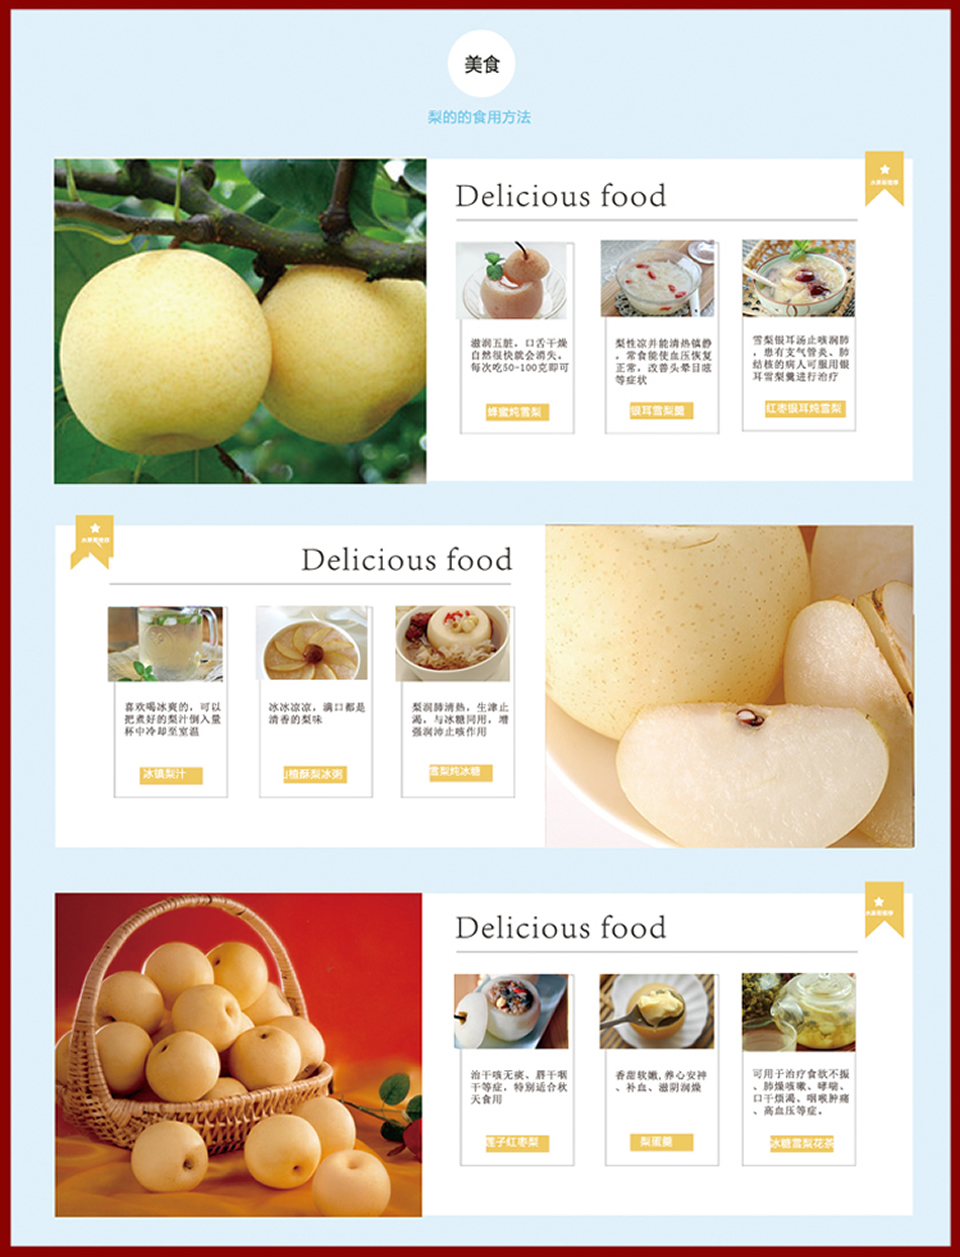 美食
梨的的食用方法
Delicious food
滋润五脏，口舌干燥
自然很快就会消失，
每次吃50-100克即可
蜂蜜炖雪梨
梨性凉并能清热镇静
，常食能使血压恢复
正常，改善头晕目眩
等症状
银耳雪梨羹
雪梨银耳汤止咳润肺
，患有支气管炎、肺
结核的病人可服用银
耳雪梨羹进行治疗
红枣银耳炖雪梨
Delicious food
喜欢喝冰爽的，可以
把煮好的梨汁倒入量
杯中冷却至室温
冰镇梨汁
冰冰凉凉，满口都是
清香的梨味
山楂酥梨冰粥
梨润肺清热，生津止
渴，与冰糖同用，增
强润沛止咳作用
雪梨炖冰糖
Delicious food
治干咳无痰、唇干咽
干等症，特别适合秋
天食用
莲子红枣梨
香甜软嫩,养心安神
、补血、滋阴润燥
梨蜜羹
可用于治疗食欲不振
、肺燥咳嗽、哮喘、
口干烦渴、咽喉肿痛
、高血压等症。
冰糖雪梨花茶